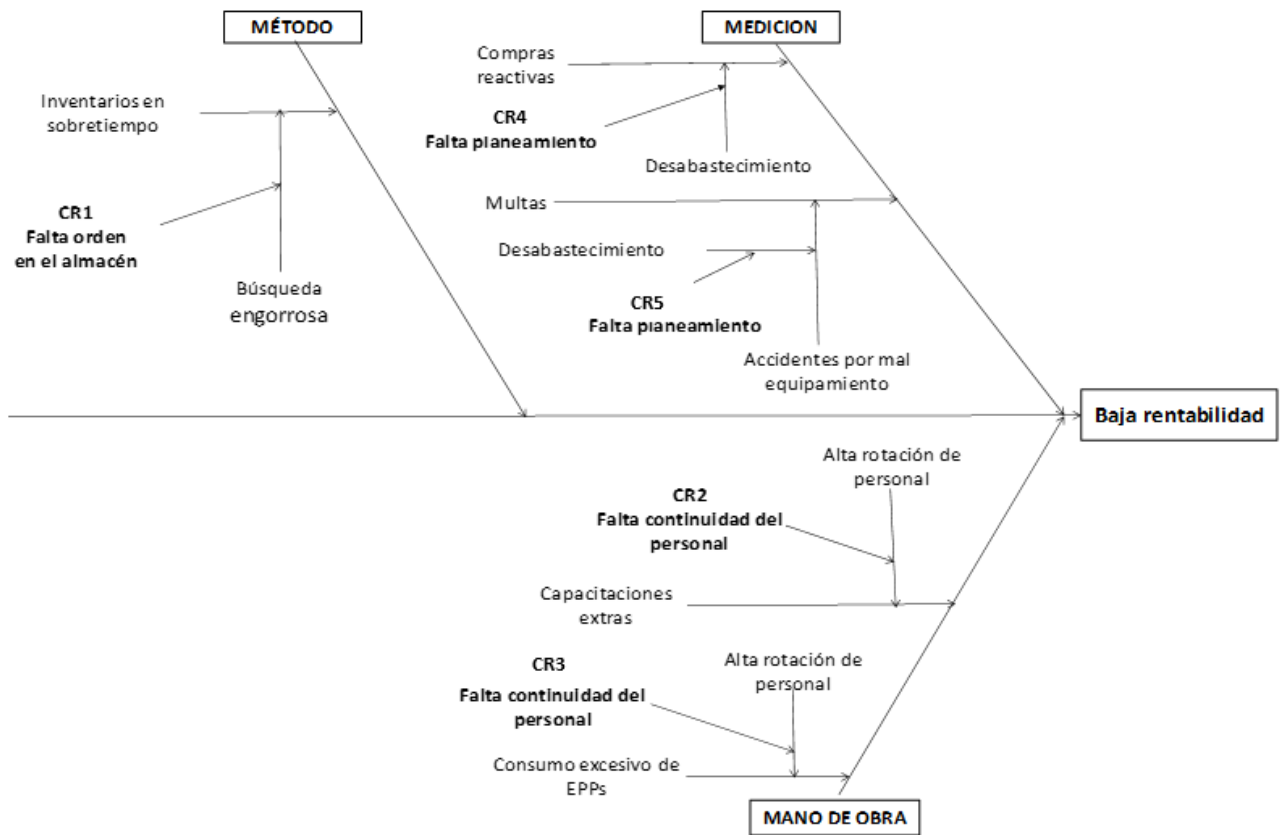 MÉTODO
MEDICION
Compras
reactivas
Inventarios en
sobretiempo
CR4
Falta planeamiento
Desabastecimiento
Multas
CR1
Falta orden
en el almacén
Desabastecimiento
Búsqueda
engorrosa
CR5
Falta planeamiento
Accidentes por mal
equipamiento
Baja rentabilidad
Alta rotación de
personal
CR2
Falta continuidad del
personal
Capacitaciones
extras
CR3
Falta continuidad del
personal
Alta rotación de
personal
Consumo excesivo de
EPPs
MANO DE OBRA